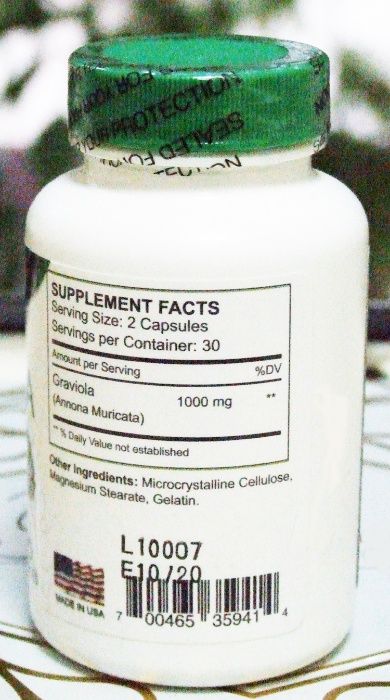 SEALED FOR YOUR PROTECTION
SUPPLEMENT FACTS
Serving Size: 2 Capsules
Servings per Container: 30
Amount per Serving %DV
Graviola 1000 mg **
(Annona Muricata)
** % Daily Value not established
Other Ingredients: Microcrystalline Cellulose,
Magnesium Stearate, Gelatin.
L10007
E10/20
MADE IN USA
7 00465 35941 4